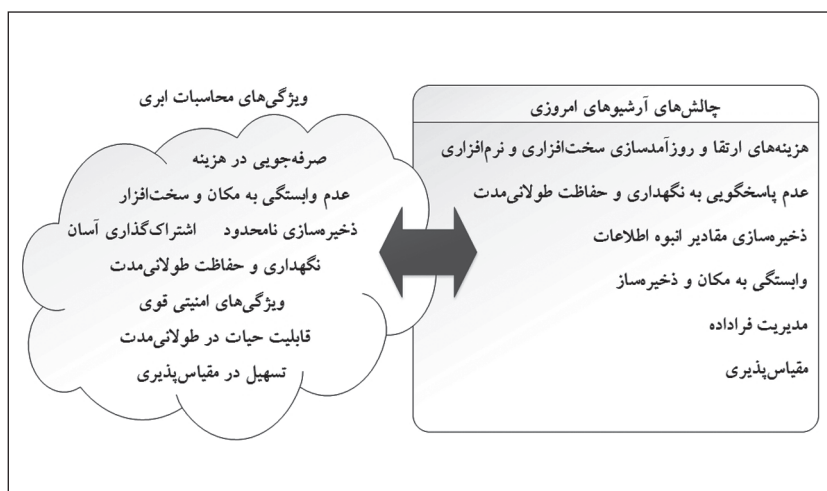 چالش‌های آرشیوهای امروزی
هزینه‌های ارتقا و روزآمدسازی سخت‌افزاری و نرم‌افزاری
عدم پاسخگویی به نگهداری و حفاظت طولانی‌مدت
ذخیره‌سازی مقادیر انبوه اطلاعات
وابستگی به مکان و ذخیره‌ساز
مدیریت فراداده
مقیاس‌پذیری
ویژگی‌های محاسبات ابری
صرفه‌جویی در هزینه
عدم وابستگی به مکان و سخت‌افزار
ذخیره‌سازی نامحدود اشتراک‌گذاری آسان
نگهداری و حفاظت طولانی‌مدت
ویژگی‌های امنیتی قوی
قابلیت حیات در طولانی‌مدت
تسهیل در مقیاس‌پذیری